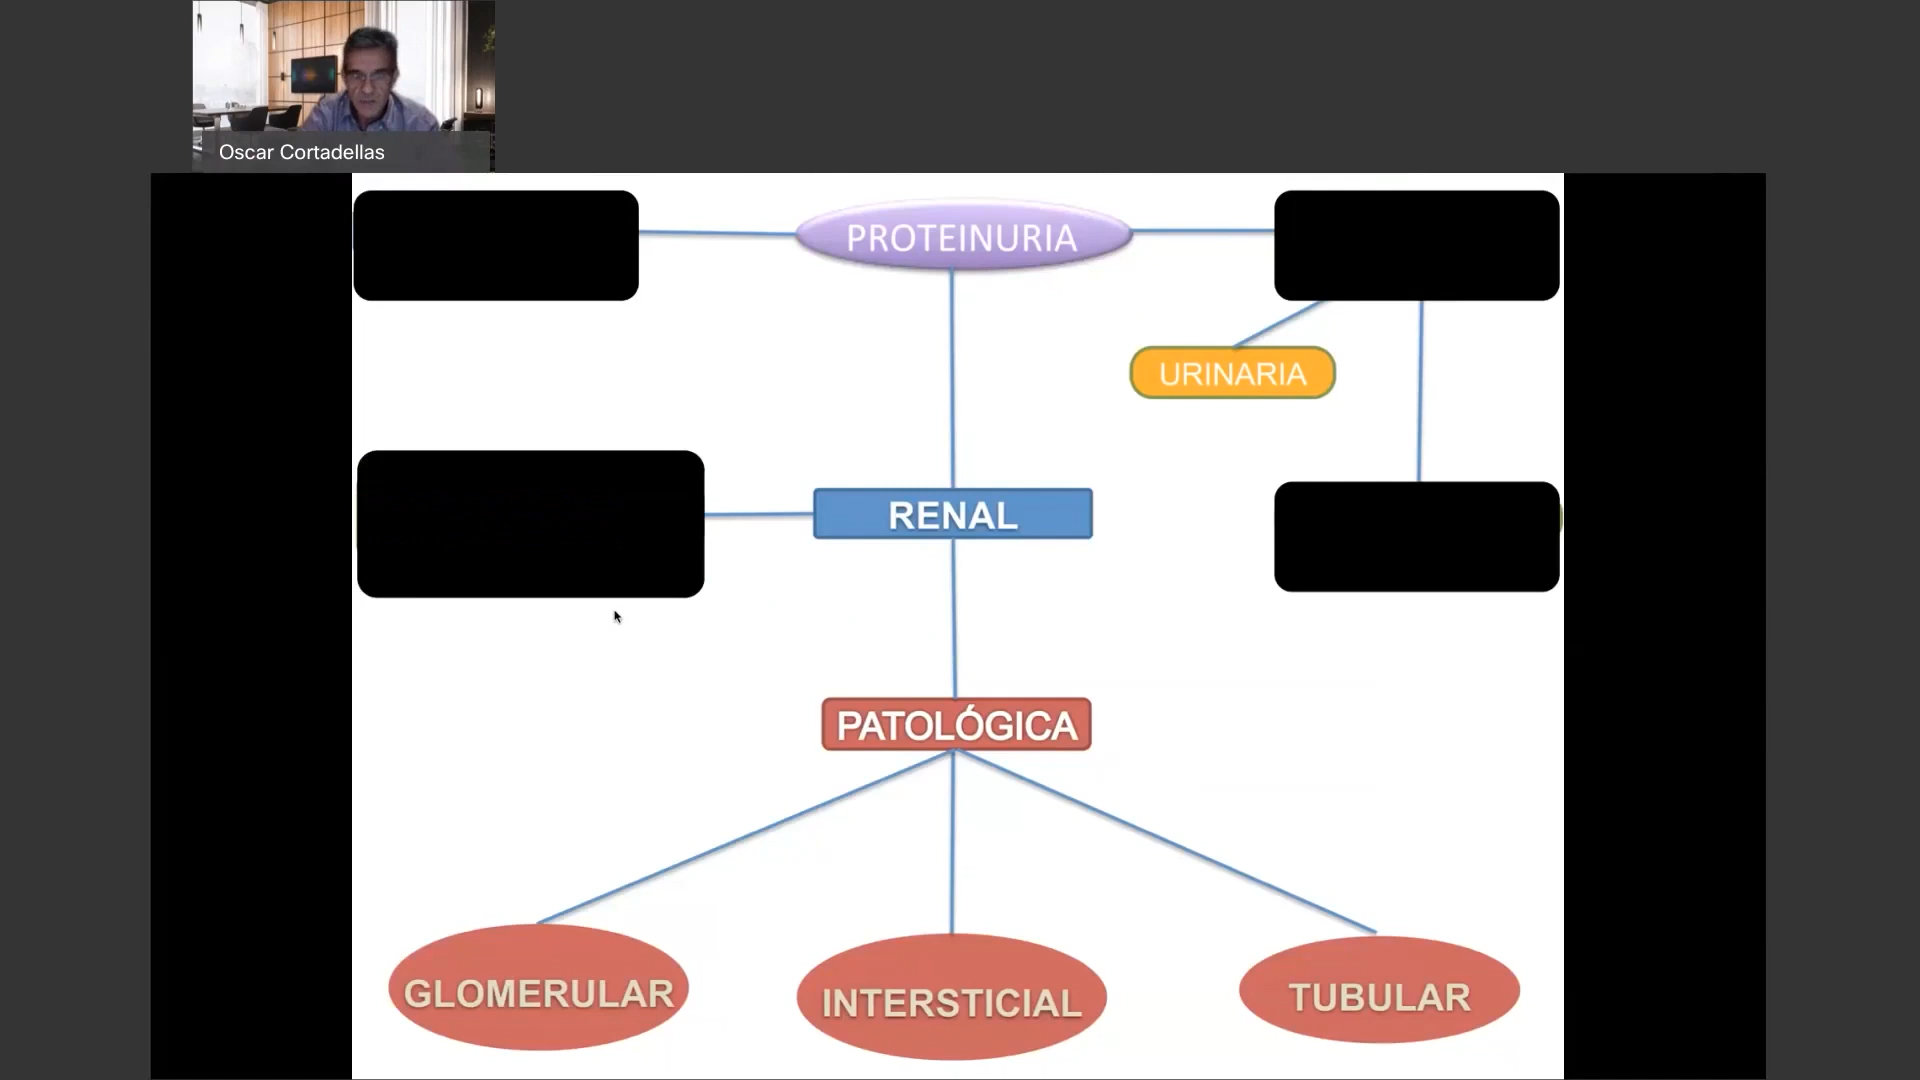 Oscar Cortadellas
PROTEINURIA
URINARIA
RENAL
PATOLÓGICA
GLOMERULAR
INTERSTICIAL
TUBULAR